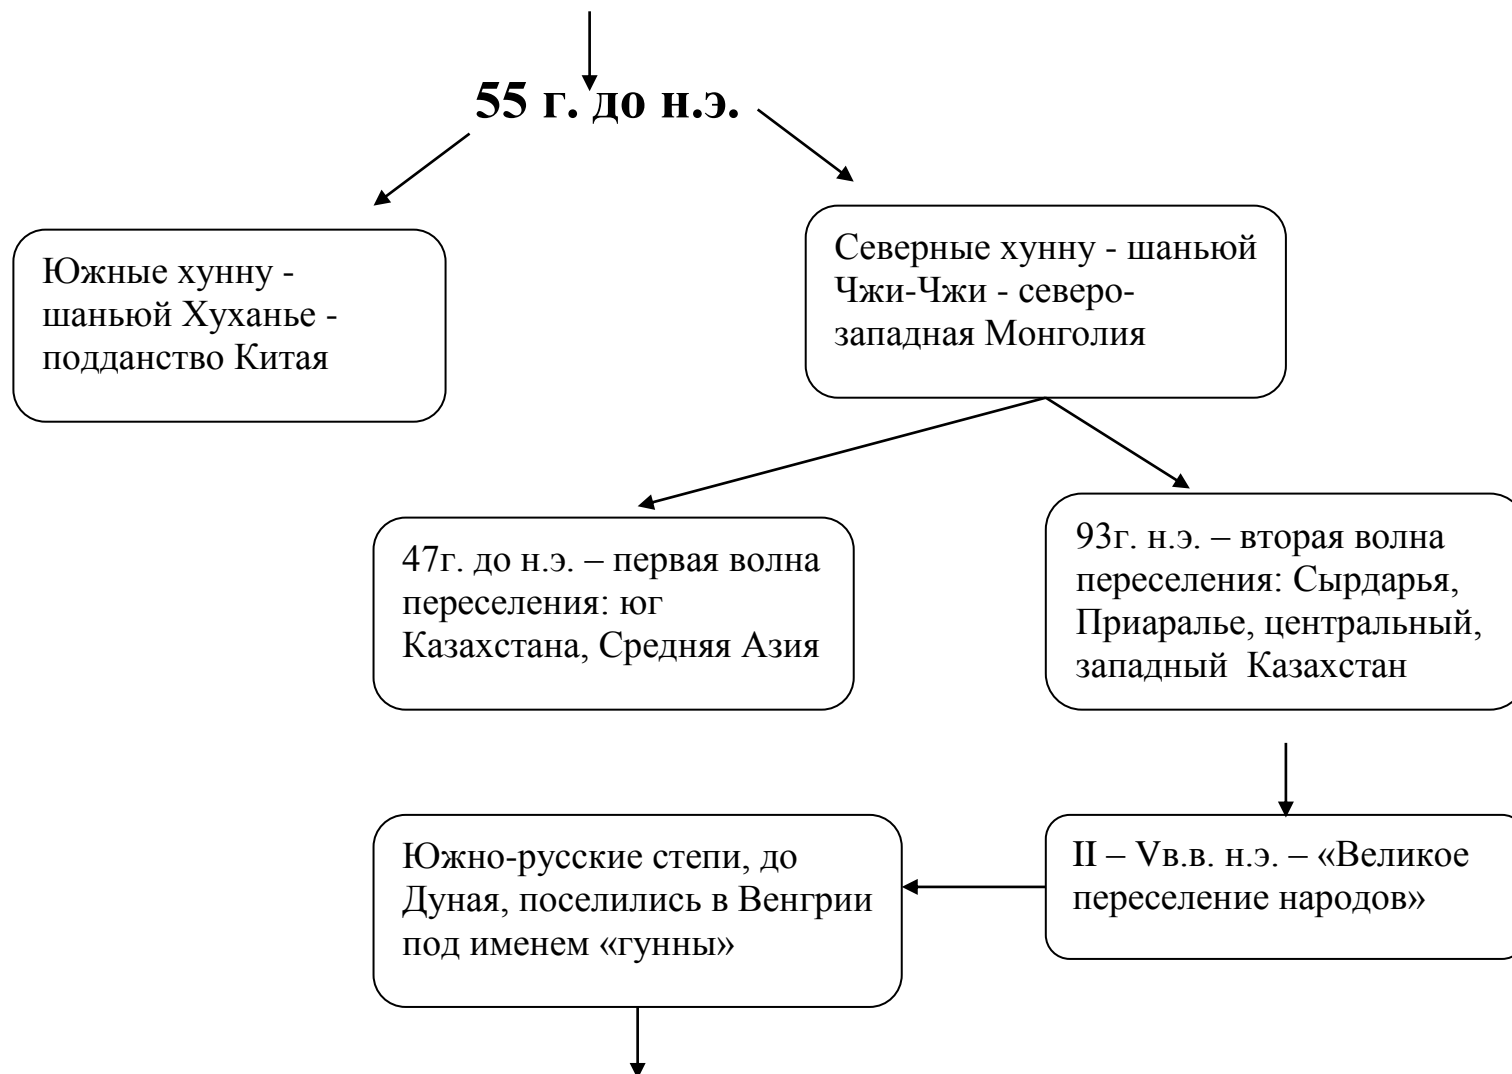 55 г. до н.э.
Южные хунну -
шаньюй Хуханье -
подданство Китая
Северные хунну - шаньюй
Чжи-Чжи - северо-
западная Монголия
47г. до н.э. – первая волна
переселения: юг
Казахстана, Средняя Азия
93г. н.э. – вторая волна
переселения: Сырдарья,
Приаралье, центральный,
западный  Казахстан
Южно-русские степи, до
Дуная, поселились в Венгрии
под именем «гунны»
II – Vв.в. н.э. – «Великое
переселение народов»